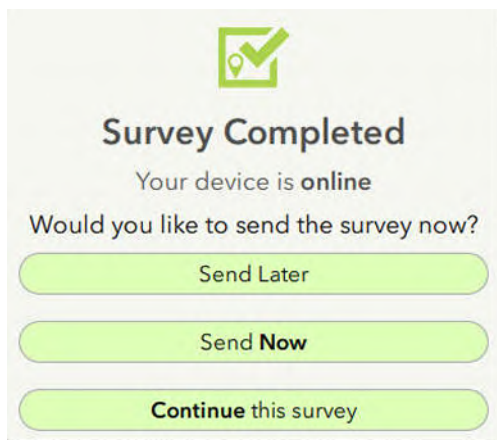 Survey Completed
Your device is online
Would you like to send the survey now?
Send Later
Send Now
Continue this survey